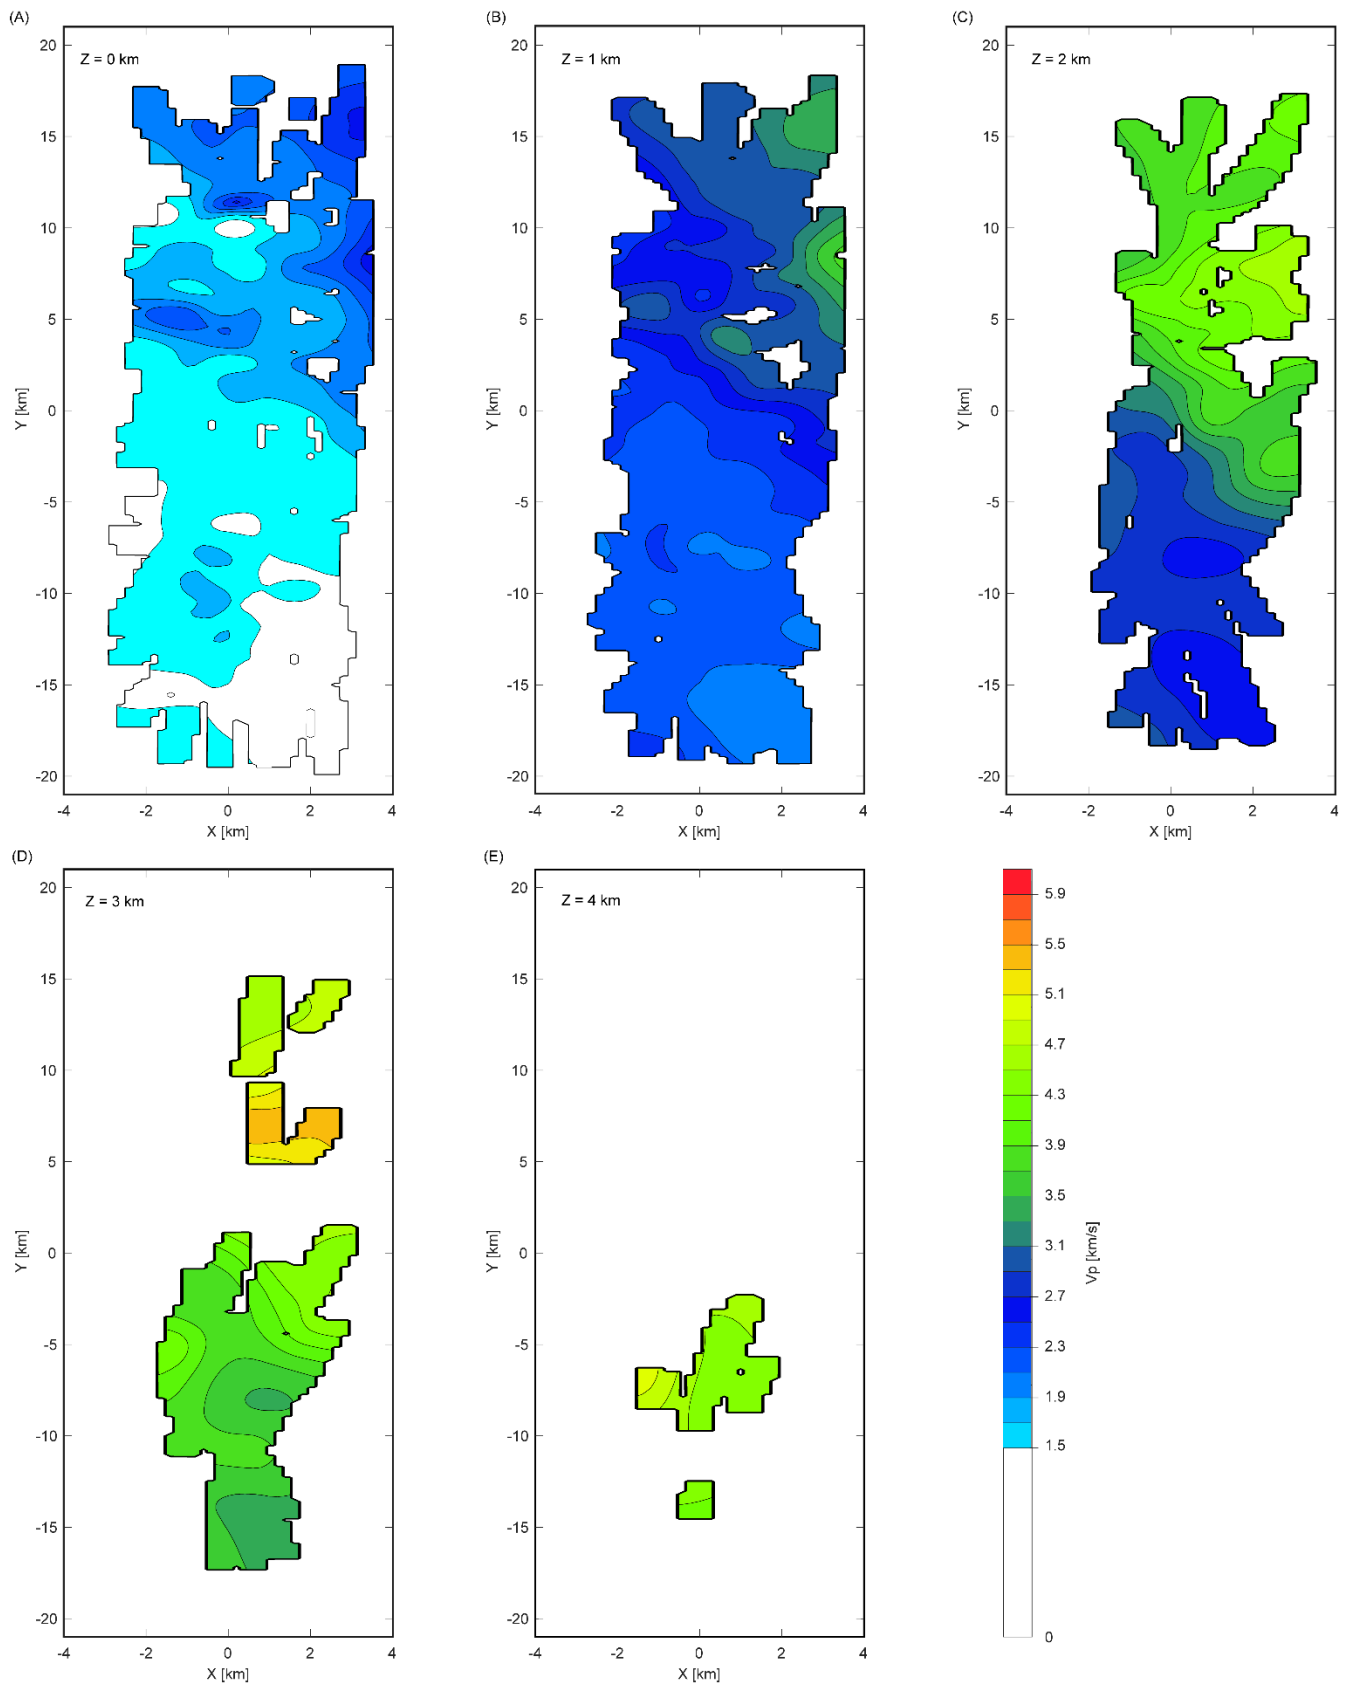 (A)
Z = 0 km
20
15
10
5
0
-5
-10
-15
-20
Y [km]
-4 -2 0 2 4
X [km]
(B)
Z = 1 km
20
15
10
5
0
-5
-10
-15
-20
Y [km]
-4 -2 0 2 4
X [km]
(C)
Z = 2 km
20
15
10
5
0
-5
-10
-15
-20
Y [km]
-4 -2 0 2 4
X [km]
(D)
Z = 3 km
20
15
10
5
0
-5
-10
-15
-20
Y [km]
-4 -2 0 2 4
X [km]
(E)
Z = 4 km
20
15
10
5
0
-5
-10
-15
-20
Y [km]
-4 -2 0 2 4
X [km]
5.9
5.5
5.1
4.7
4.3
3.9
3.5
3.1
2.7
2.3
1.9
1.5
0
Vp [km/s]